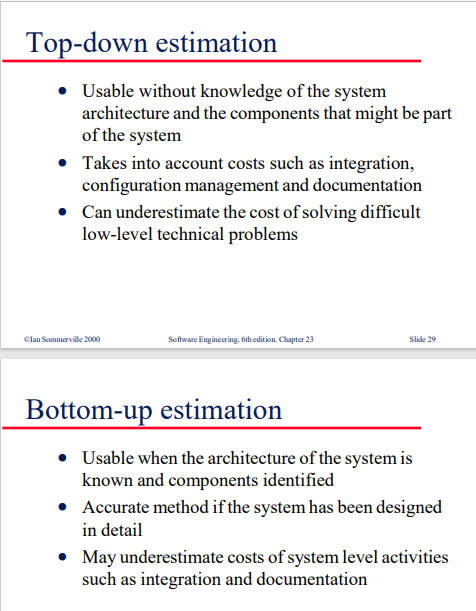 Top-down estimation
● Usable without knowledge of the system
architecture and the components that might be part
of the system
● Takes into account costs such as integration,
configuration management and documentation
● Can underestimate the cost of solving difficult
low-level technical problems
©Ian Sommerville 2000 Software Engineering, 6th edition. Chapter 23 Slide 29
Bottom-up estimation
● Usable when the architecture of the system is
known and components identified
● Accurate method if the system has been designed
in detail
● May underestimate costs of system level activities
such as integration and documentation